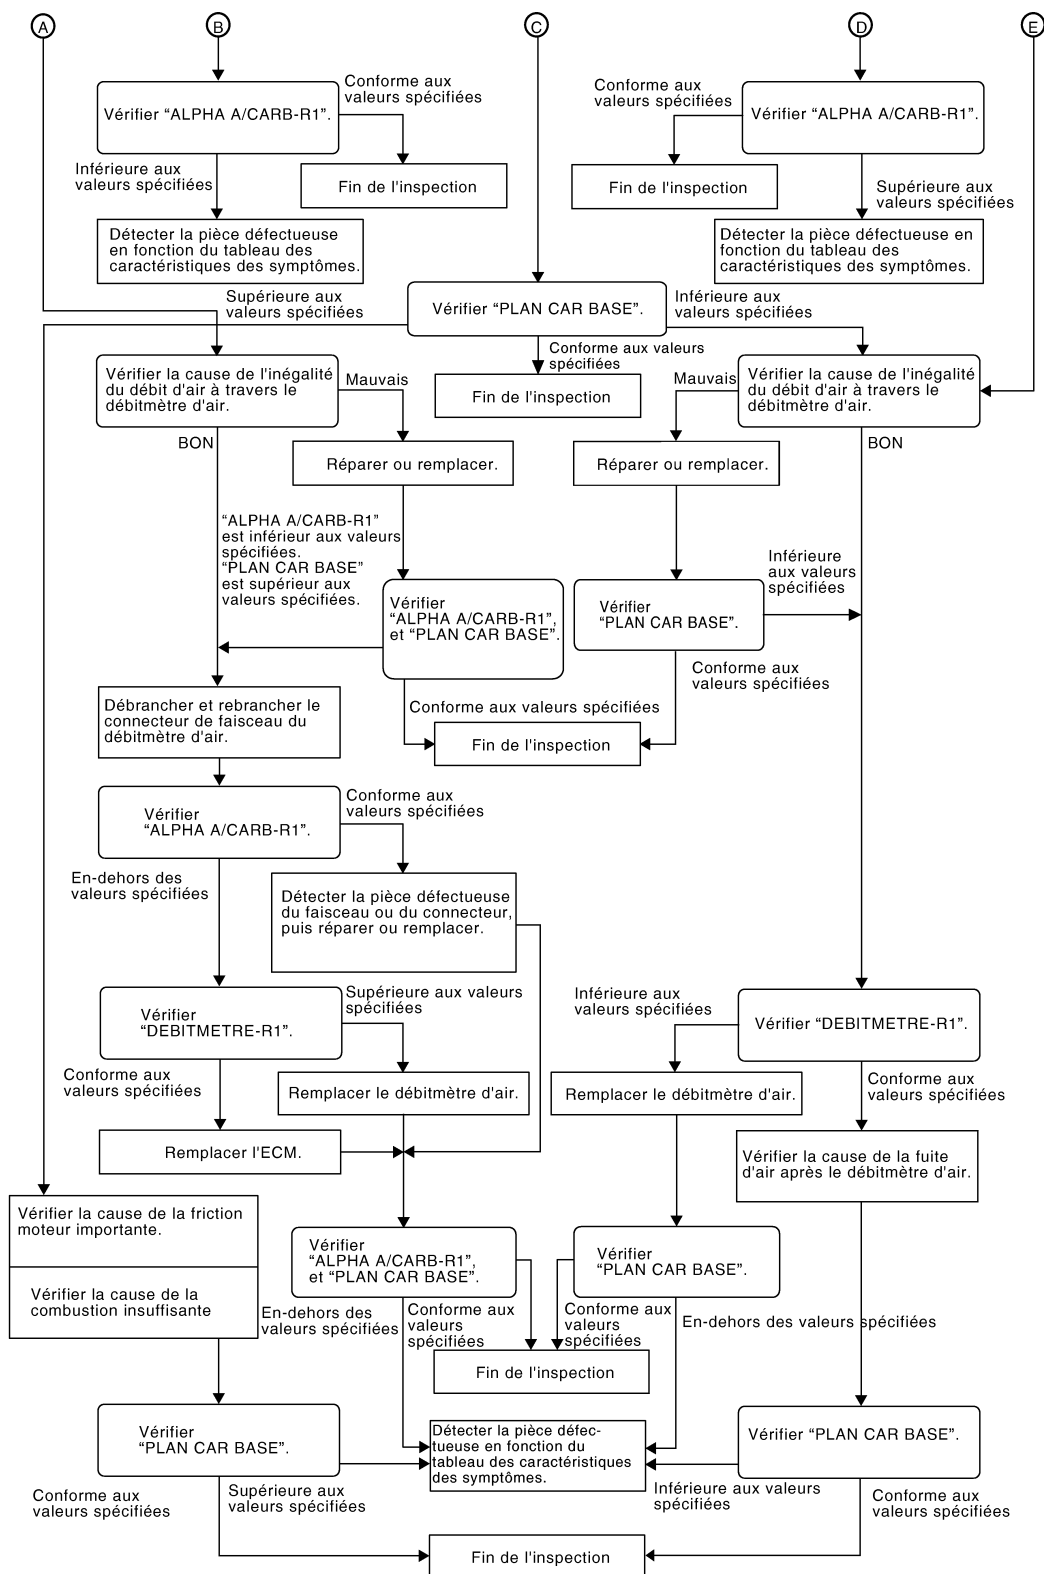 A
B
C
D
E
Vérifier “ALPHA A/CARB-R1”.
Conforme aux
valeurs spécifiées
Conforme aux
valeurs spécifiées
Vérifier “ALPHA A/CARB-R1”.
Inférieure aux
valeurs spécifiées
Fin de l'inspection
Fin de l'inspection
Supérieure aux
valeurs spécifiées
Détecter la pièce défectueuse
en fonction du tableau des
caractéristiques des symptômes.
Détecter la pièce défectueuse en
fonction du tableau des
caractéristiques des symptômes.
Supérieure aux
valeurs spécifiées
Vérifier “PLAN CAR BASE”.
Inférieure aux
valeurs spécifiées
Conforme aux valeurs
spécifiées
Vérifier la cause de l'inégalité
du débit d'air à travers le
débitmètre d'air.
Mauvais
Fin de l'inspection
Mauvais
Vérifier la cause de l'inégalité
du débit d'air à travers le
débitmètre d'air.
BON
BON
Réparer ou remplacer.
Réparer ou remplacer.
“ALPHA A/CARB-R1”
est inférieur aux valeurs
spécifiées.
“PLAN CAR BASE”
est supérieur aux
valeurs spécifiées.
Vérifier
“ALPHA A/CARB-R1”,
et “PLAN CAR BASE”.
Vérifier
“PLAN CAR BASE”.
Inférieure
aux valeurs
spécifiées
Conforme aux
valeurs spécifiées
Débrancher et rebrancher le
connecteur de faisceau du
débitmètre d'air.
Conforme aux valeurs spécifiées
Fin de l'inspection
Vérifier
“ALPHA A/CARB-R1”.
Conforme aux
valeurs spécifiées
En-dehors des
valeurs spécifiées
Détecter la pièce défectueuse
du faisceau ou du connecteur,
puis réparer ou remplacer.
Vérifier
“DEBITMETRE-R1”.
Supérieure aux valeurs
spécifiées
Inférieure aux
valeurs spécifiées
Vérifier “DEBITMETRE-R1”.
Conforme aux
valeurs spécifiées
Remplacer le débitmètre d'air.
Remplacer le débitmètre d'air.
Conforme aux
valeurs spécifiées
Remplacer l'ECM.
Vérifier la cause de la fuite
d'air après le débitmètre d'air.
Vérifier la cause de la friction
moteur importante.
Vérifier la cause de la
combustion insuffisante
Vérifier
“ALPHA A/CARB-R1”,
et “PLAN CAR BASE”.
Vérifier
“PLAN CAR BASE”.
En-dehors des
valeurs spécifiées
Conforme aux
valeurs
spécifiées
Conforme aux
valeurs
spécifiées
En-dehors des valeurs spécifiées
Fin de l'inspection
Vérifier
“PLAN CAR BASE”.
Détecter la pièce défec-
tueuse en fonction du
tableau des caractéristiques
des symptômes.
Vérifier “PLAN CAR BASE”.
Conforme aux
valeurs spécifiées
Supérieure aux
valeurs spécifiées
Inférieure aux valeurs
spécifiées
Conforme aux
valeurs spécifiées
Fin de l'inspection